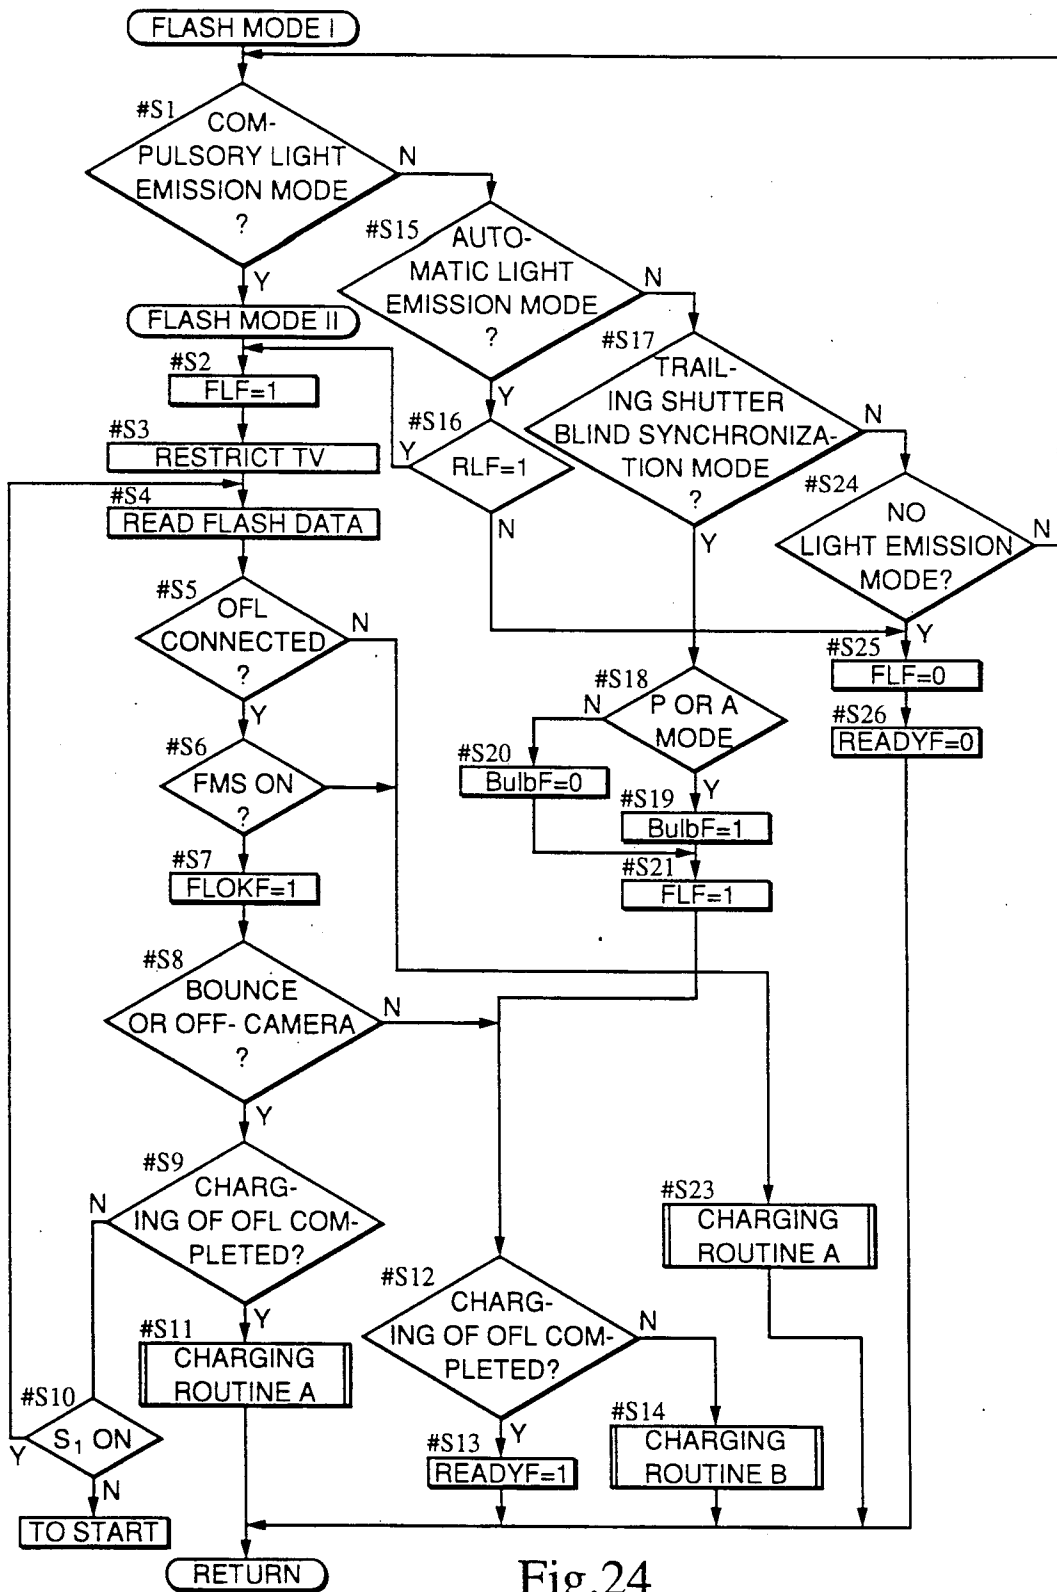 FLASH MODE I
#S1
COM-
PULSORY LIGHT
EMISSION MODE
?
N
Y
#S15
AUTO-
MATIC LIGHT
EMISSION MODE
?
N
Y
FLASH MODE II
#S2
FLF=1
#S3
RESTRICT TV
#S16
RLF=1
Y
N
#S17
TRAIL-
ING SHUTTER
BLIND SYNCHRONIZA-
TION MODE
?
N
Y
#S24
NO
LIGHT EMISSION
MODE?
N
Y
#S4
READ FLASH DATA
#S5
OFL
CONNECTED
?
N
Y
#S25
FLF=0
#S26
READYF=0
#S18
P OR A
MODE
N
Y
#S20
BulbF=0
#S19
BulbF=1
#S21
FLF=1
#S6
FMS ON
?
#S7
FLOKF=1
#S8
BOUNCE
OR OFF- CAMERA
?
N
Y
#S9
CHARG-
ING OF OFL COM-
PLETED?
N
Y
#S23
CHARGING
ROUTINE A
#S12
CHARG-
ING OF OFL COM-
PLETED?
N
Y
#S11
CHARGING
ROUTINE A
#S10
S1 ON
Y
N
#S13
READYF=1
#S14
CHARGING
ROUTINE B
TO START
RETURN
Fig.24